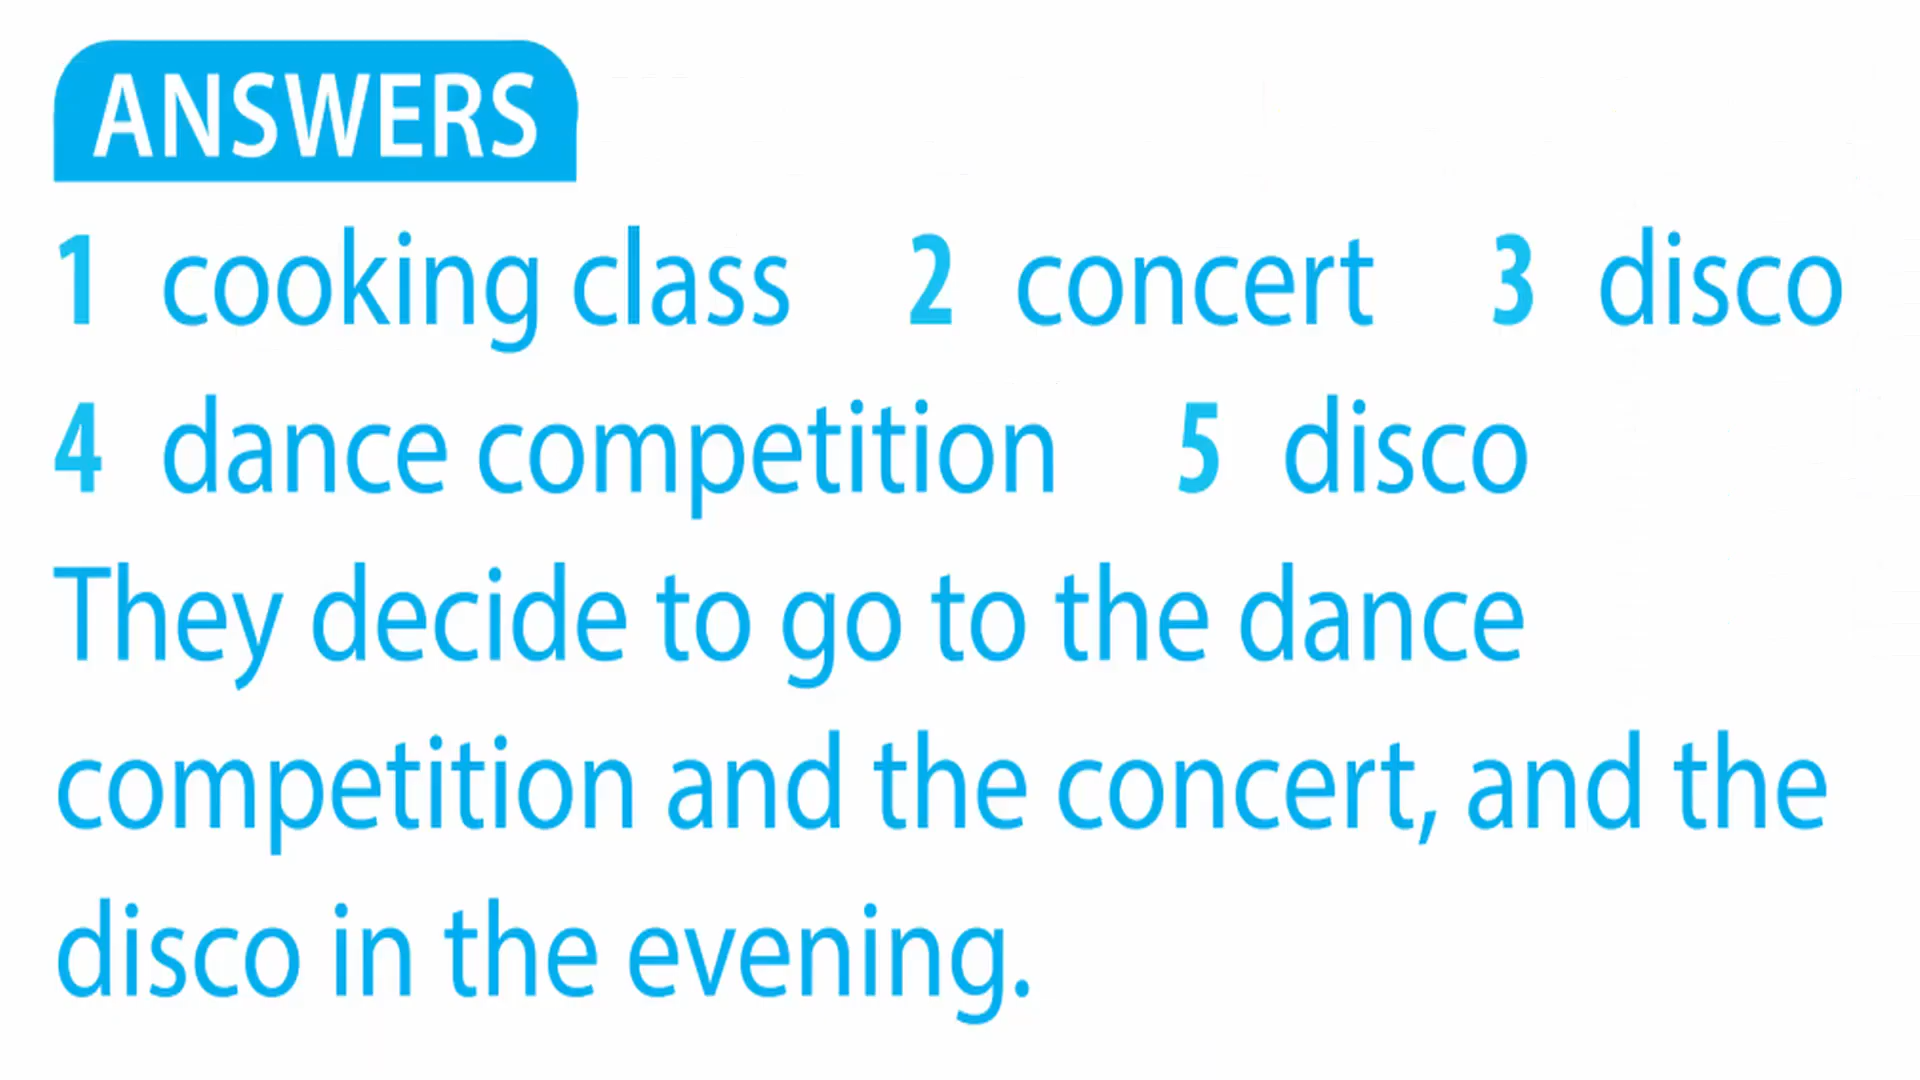 ANSWERS
1 cooking class 2 concert 3 disco
4 dance competition 5 disco
They decide to go to the dance
competition and the concert, and the
disco in the evening.